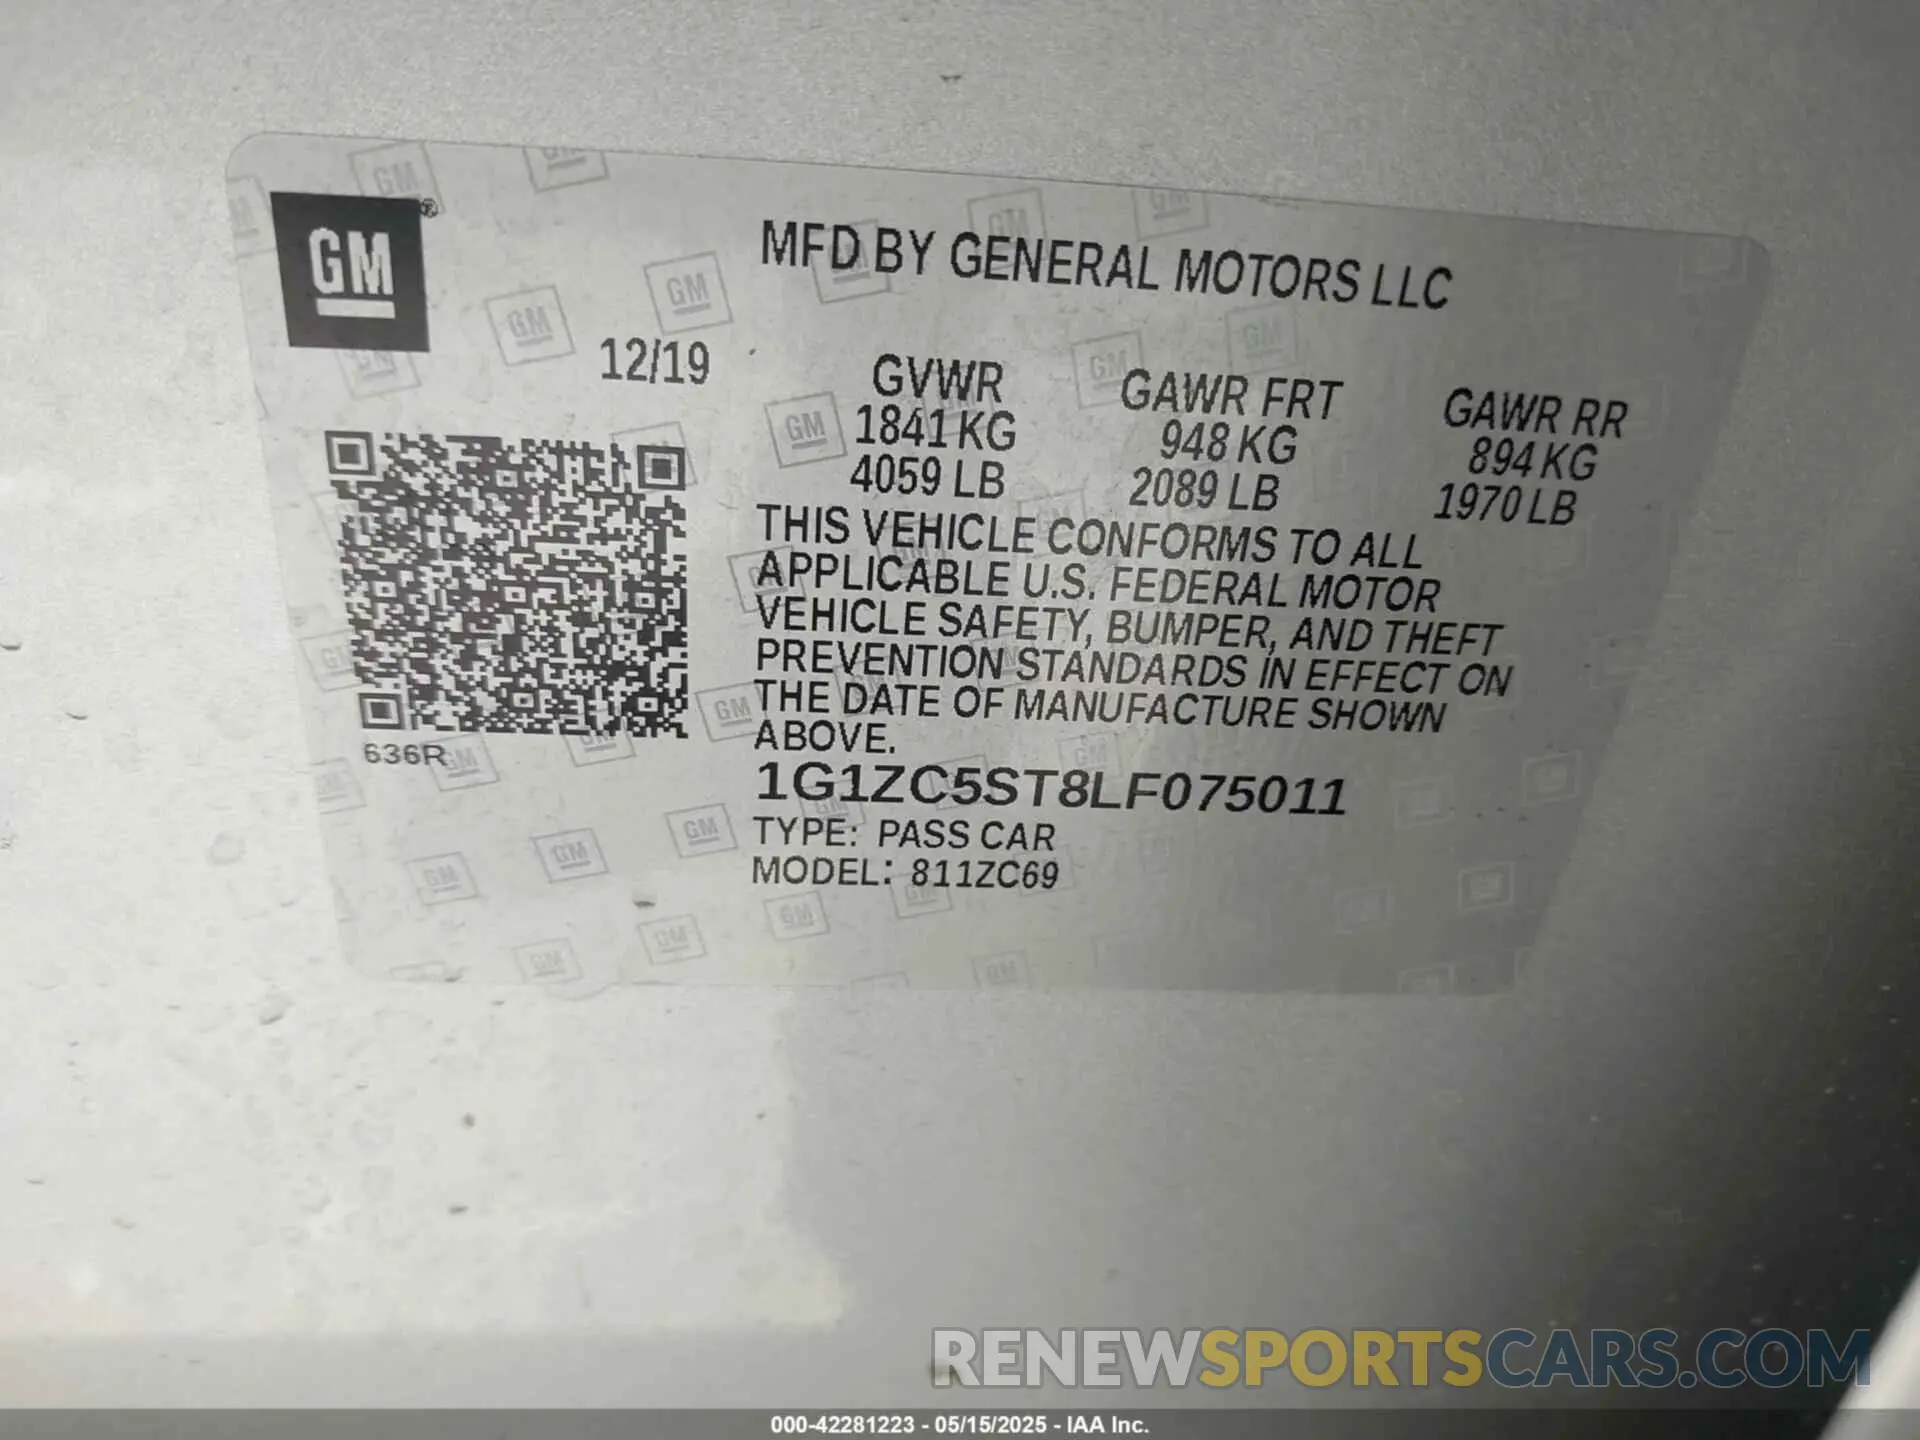 GM®
MFD BY GENERAL MOTORS LLC
12/19
GVWR GAWR FRT GAWR RR
1841 KG 948 KG 894 KG
4059 LB 2089 LB 1970 LB
THIS VEHICLE CONFORMS TO ALL
APPLICABLE U.S. FEDERAL MOTOR
VEHICLE SAFETY, BUMPER, AND THEFT
PREVENTION STANDARDS IN EFFECT ON
THE DATE OF MANUFACTURE SHOWN
ABOVE.
636R
1G1ZC5ST8LF075011
TYPE: PASS CAR
MODEL: 811ZC69
RENEWSPORTSCARS.COM
000-42281223 - 05/15/2025 - IAA Inc.